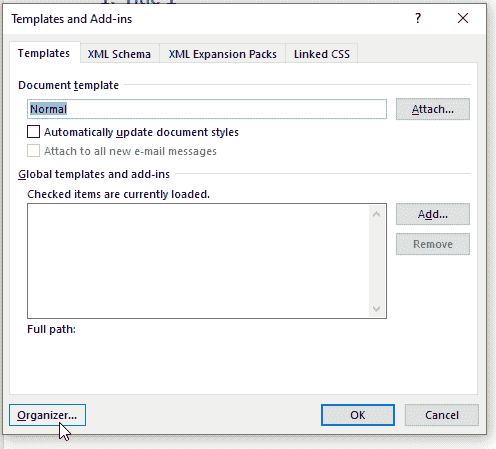 Templates and Add-ins
?
Templates XML Schema XML Expansion Packs Linked CSS
Document template
Normal Attach...
Automatically update document styles
Attach to all new e-mail messages
Global templates and add-ins
Checked items are currently loaded.
Add...
Remove
Full path:
Organizer... OK Cancel